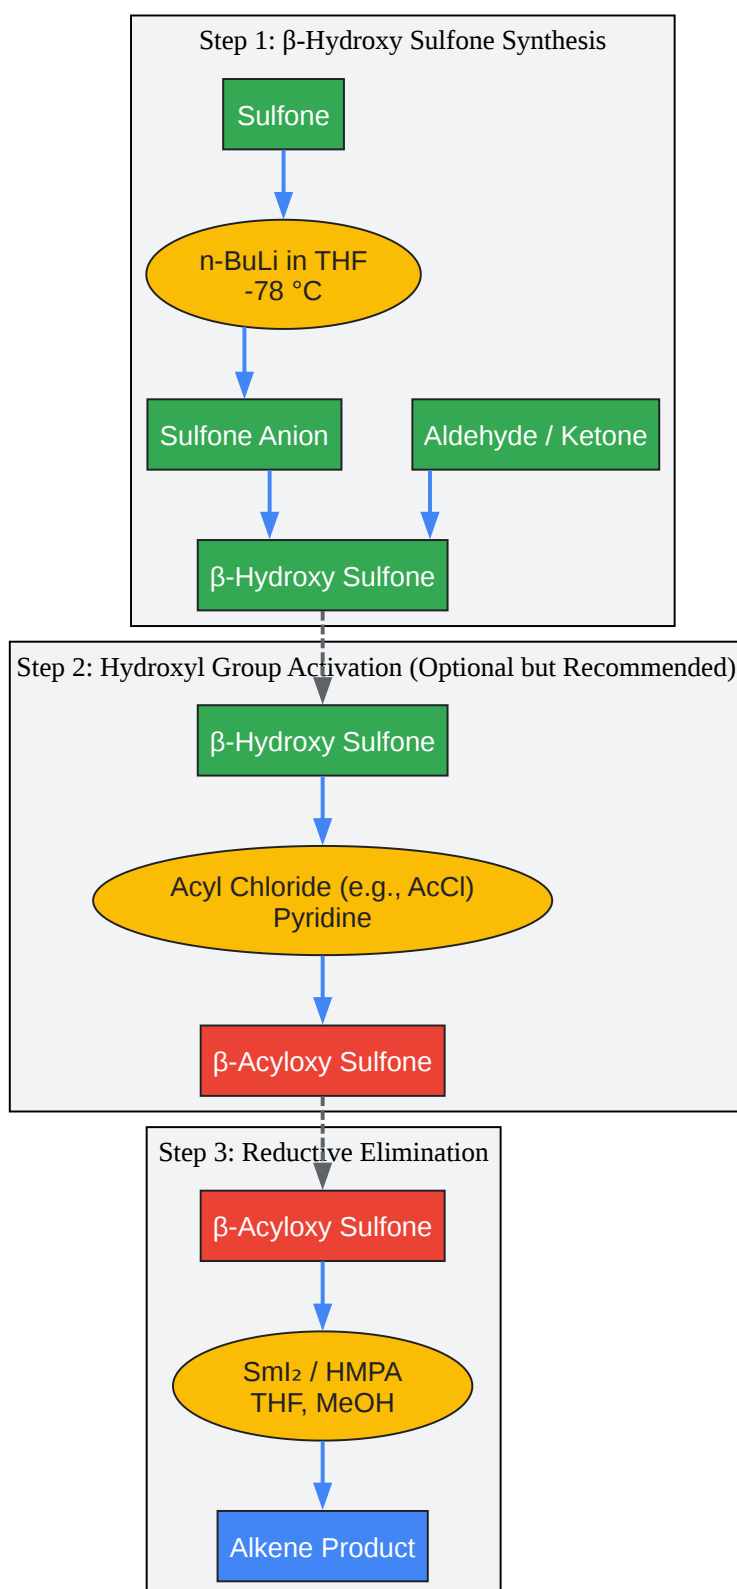 Step 1: β-Hydroxy Sulfone Synthesis
Sulfone
n-BuLi in THF
-78 °C
Sulfone Anion
Aldehyde / Ketone
β-Hydroxy Sulfone
Step 2: Hydroxyl Group Activation (Optional but Recommended)
β-Hydroxy Sulfone
Acyl Chloride (e.g., AcCl)
Pyridine
β-Acyloxy Sulfone
Step 3: Reductive Elimination
β-Acyloxy Sulfone
SmI₂ / HMPA
THF, MeOH
Alkene Product